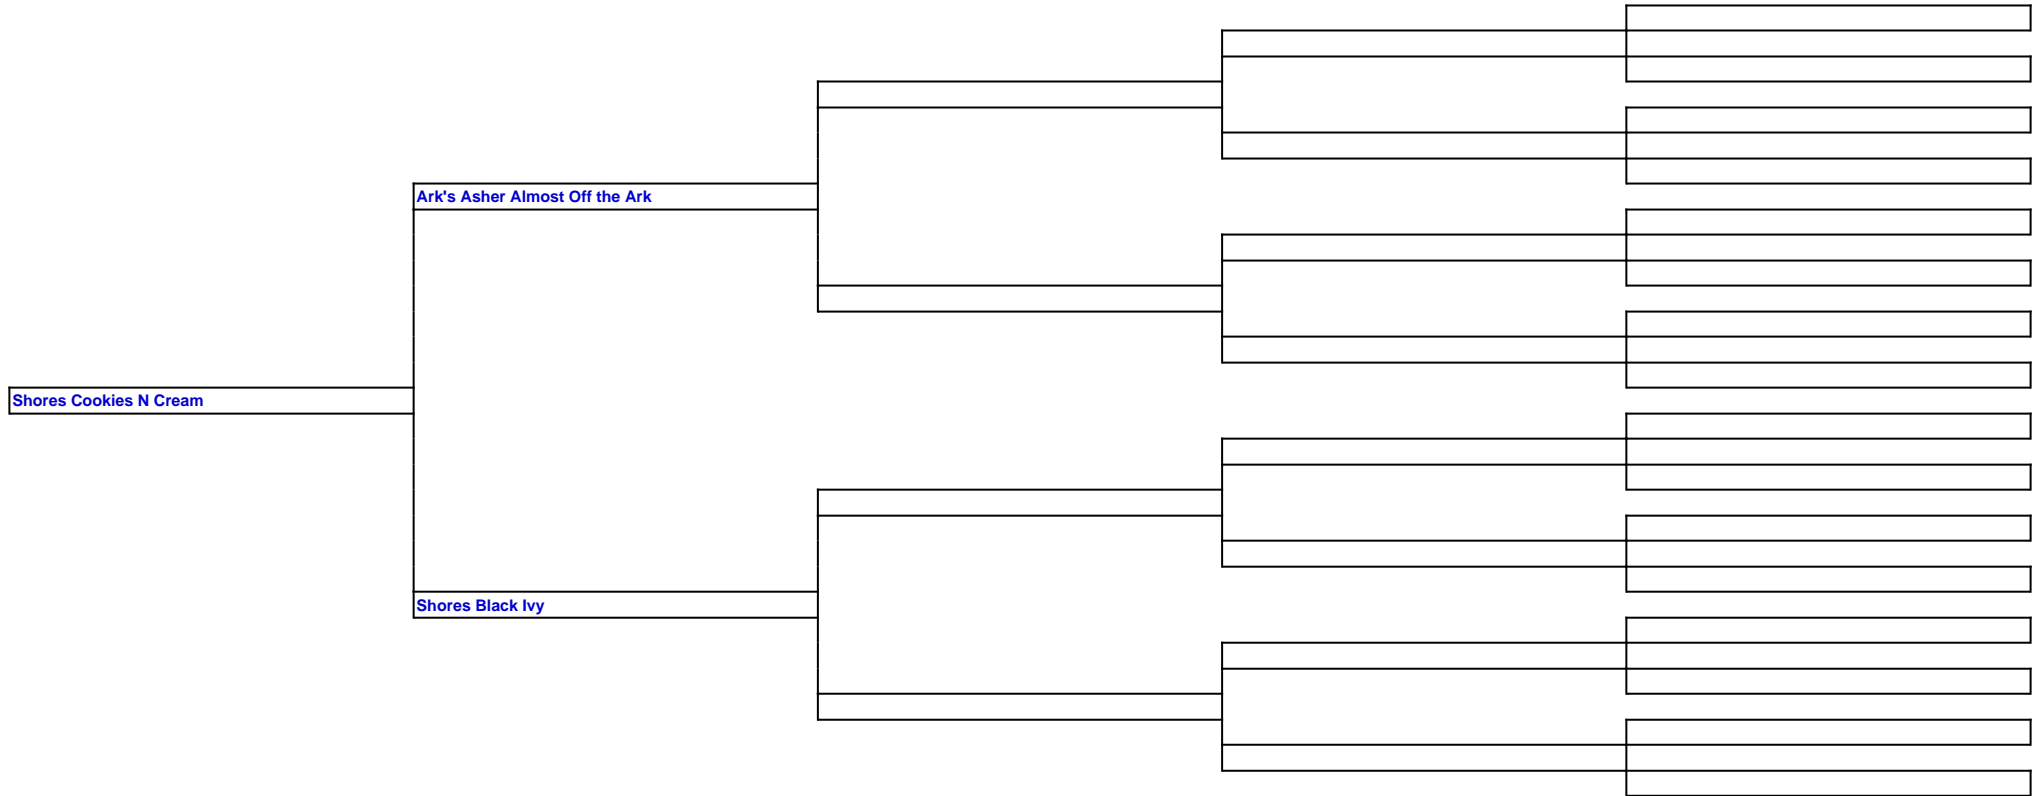 Ark's Asher Almost Off the Ark
Shores Cookies N Cream
Shores Black Ivy